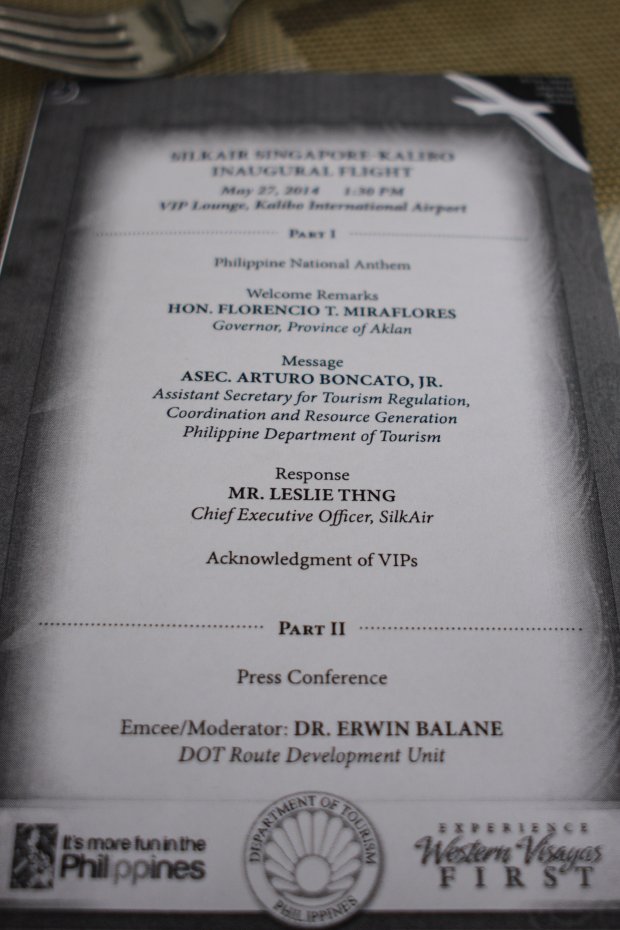 SILKAIR SINGAPORE-KALIBO
INAUGURAL FLIGHT
May 27, 2014 1:30 PM
VIP Lounge, Kalibo International Airport
PART I
Philippine National Anthem
Welcome Remarks
HON. FLORENCIO T. MIRAFLORES
Governor, Province of Aklan
Message
ASEC. ARTURO BONCATO, JR.
Assistant Secretary for Tourism Regulation,
Coordination and Resource Generation
Philippine Department of Tourism
Response
MR. LESLIE THNG
Chief Executive Officer, SilkAir
Acknowledgment of VIPs
PART II
Press Conference
Emcee/Moderator: DR. ERWIN BALANE
DOT Route Development Unit
It's more fun in the
Philippines
DEPARTMENT OF TOURISM
PHILIPPINES
EXPERIENCE
Western Visayas
FIRST